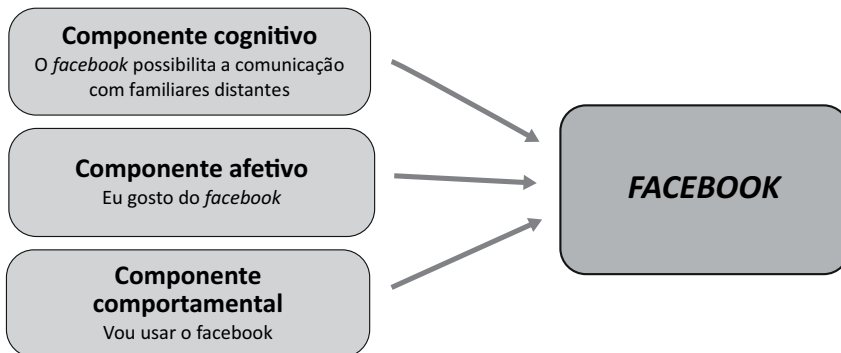 Componente cognitivo
O facebook possibilita a comunicação
com familiares distantes
Componente afetivo
Eu gosto do facebook
Componente
comportamental
Vou usar o facebook
FACEBOOK